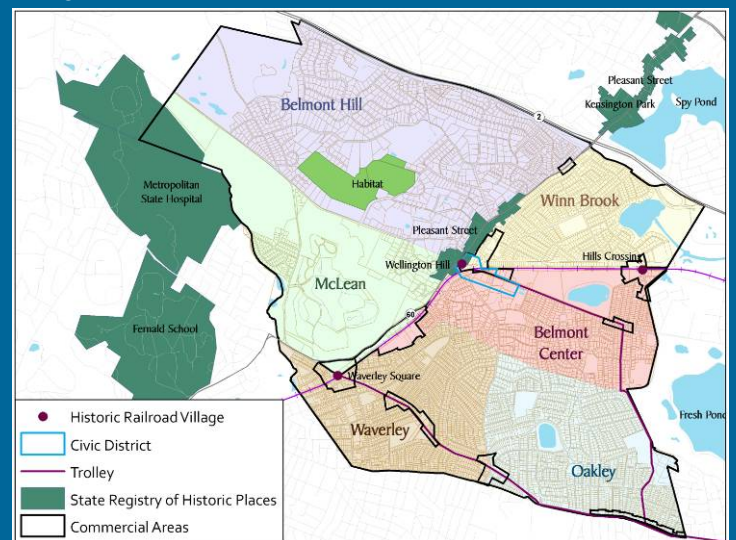 Pleasant Street
Kensington Park
Spy Pond
Belmont Hill
2
Habitat
Metropolitan
State Hospital
Winn Brook
Pleasant Street
Wellington Hill
Hills Crossing
McLean
Fernald School
60
Belmont
Center
Waverley Square
Fresh Pond
Waverley
Oakley
Historic Railroad Village
Civic District
Trolley
State Registry of Historic Places
Commercial Areas